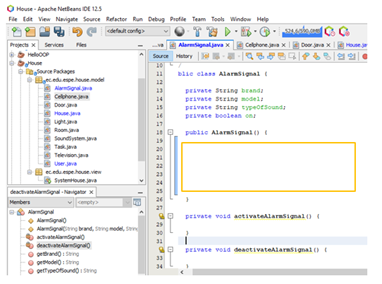 House - Apache NetBeans IDE 12.5
File Edit View Navigate Source Refactor Run Debug Profile Team Tools Window Help
<default config>
Projects Services Files
HelloOOP
House
Source Packages
ec.edu.espe.house.model
AlarmSignal.java
Cellphone.java
Door.java
House.java
Light.java
Room.java
SoundSystem.java
Task.java
Television.java
User.java
ec.edu.espe.house.view
SystemHouse.java
deactivateAlarmSignal - Navigator
Members <empty>
AlarmSignal
AlarmSignal()
AlarmSignal(String brand, String model, String
activateAlarmSignal()
deactivateAlarmSignal()
getBrand() : String
getModel() : String
getTypeOfSound() : String
...va AlarmSignal.java Cellphone.java Door.java House.java
Source History
10
11 blic class AlarmSignal {
12
13 private String brand;
14 private String model;
15 private String typeOfSound;
16 private boolean on;
17
18 public AlarmSignal() {
19
20
21
22
23
24
25
26 }
27
private void activateAlarmSignal() {
29
30 }
31
private void deactivateAlarmSignal() {
33
34 }